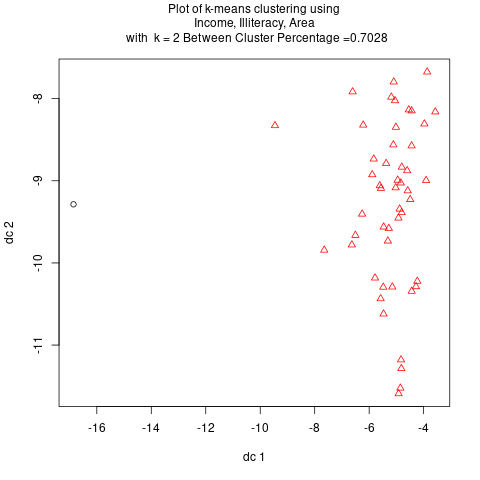 Plot of k-means clustering using
Income, Illiteracy, Area
with  k = 2 Between Cluster Percentage =0.7028
-8
-9
-10
-11
dc 2
-16
-14
-12
-10
-8
-6
-4
dc 1